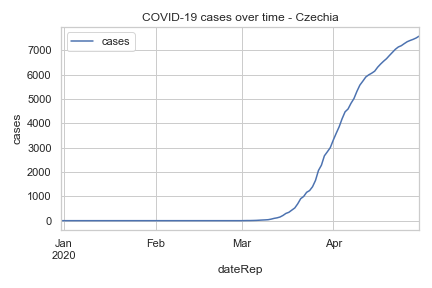 COVID-19 cases over time - Czechia
cases
7000
6000
5000
4000
3000
2000
1000
0
cases
Jan
2020
Feb
Mar
Apr
dateRep